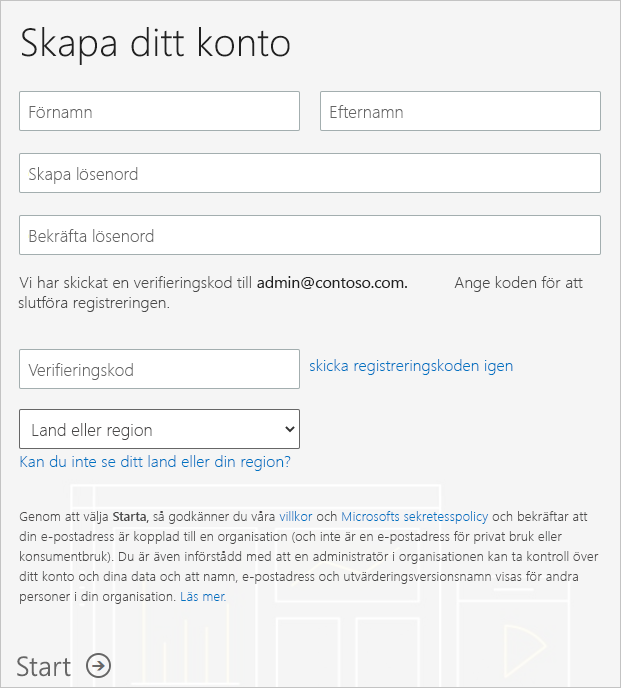 Skapa ditt konto
Förnamn Efternamn
Skapa lösenord
Bekräfta lösenord
Vi har skickat en verifieringskod till admin@contoso.com. Ange koden för att
slutföra registreringen.
Verifieringskod skicka registreringskoden igen
Land eller region
Kan du inte se ditt land eller din region?
Genom att välja Starta, så godkänner du våra villkor och Microsofts sekretesspolicy och bekräftar att
din e-postadress är kopplad till en organisation (och inte är en e-postadress för privat bruk eller
konsumentbruk). Du är även införstådd med att en administratör i organisationen kan ta kontroll över
ditt konto och dina data och att namn, e-postadress och utvärderingsversionsnamn visas för andra
personer i din organisation. Läs mer.
Start